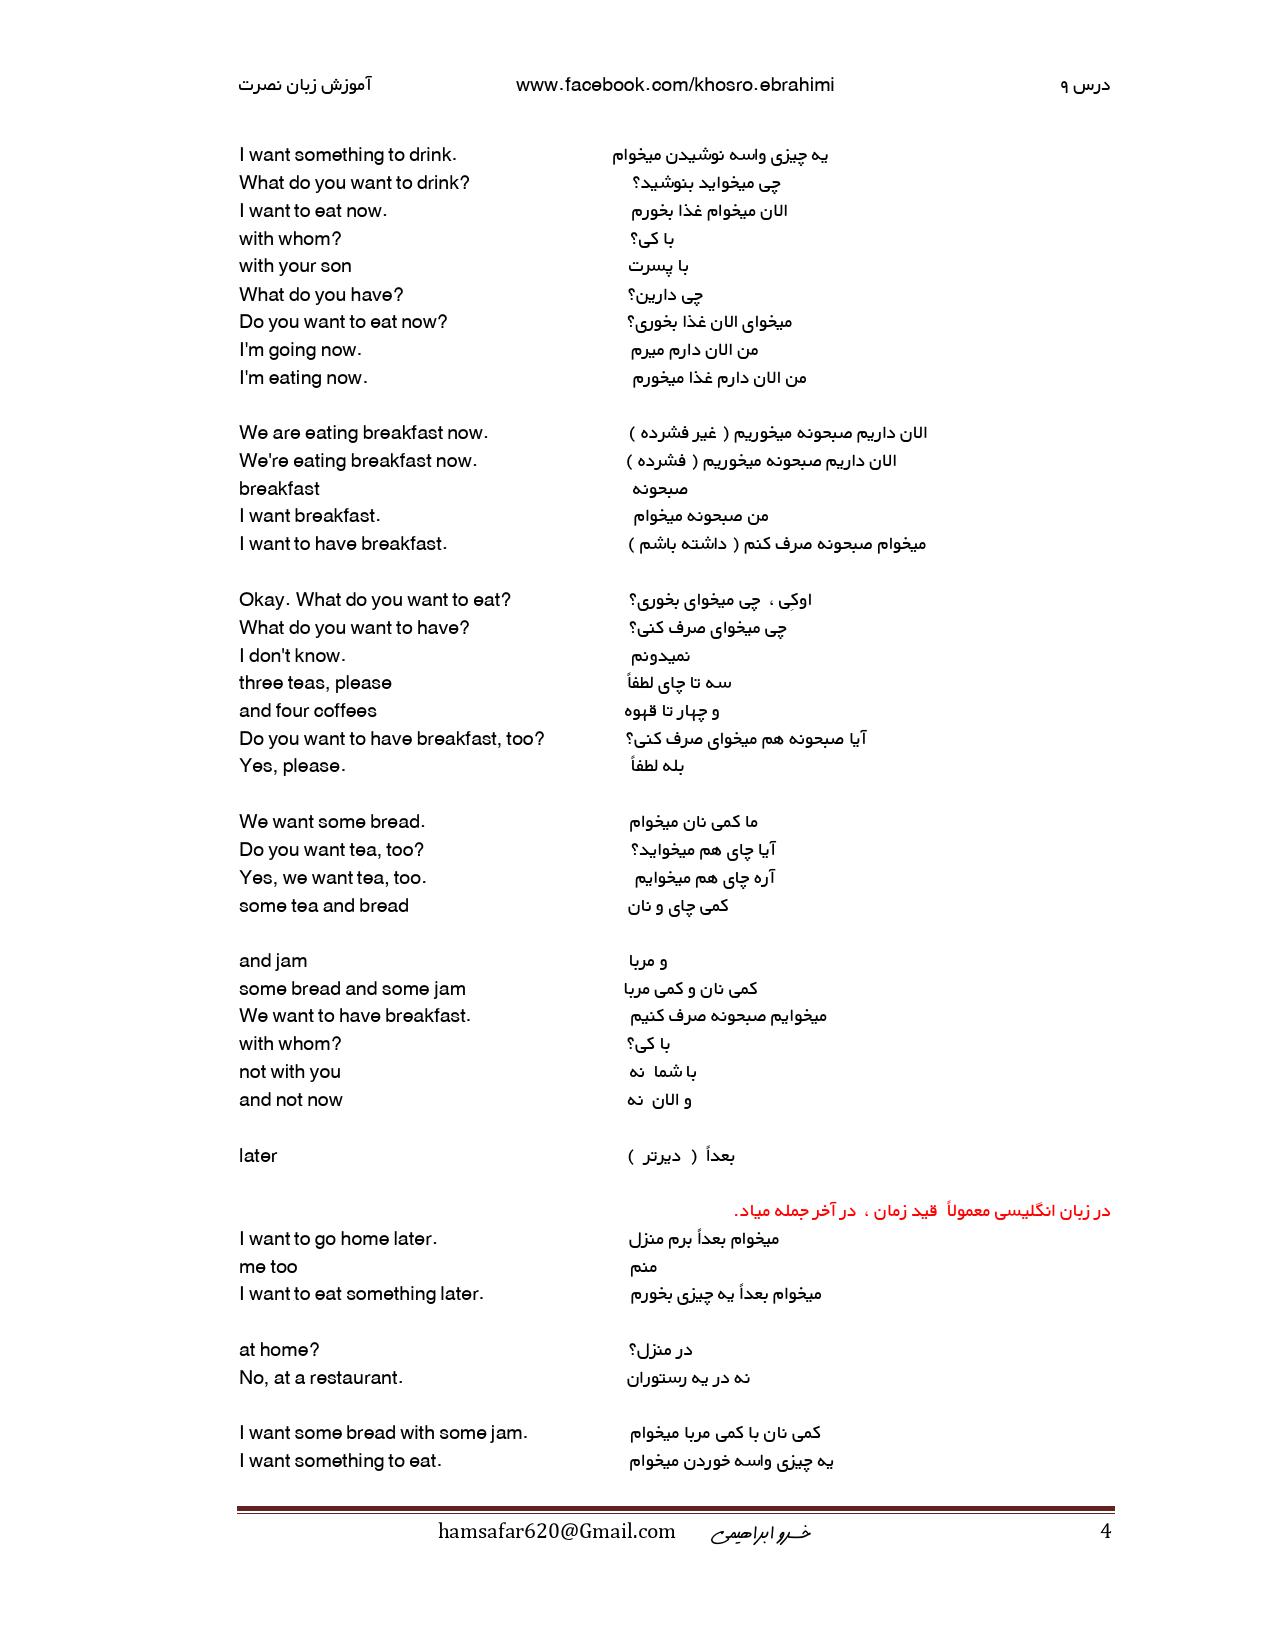 درس ۹ www.facebook.com/khosro.ebrahimi آموزش زبان نصرت
I want something to drink. یه چیزی واسه نوشیدن میخوام
What do you want to drink? چی میخواید بنوشید؟
I want to eat now. الان میخوام غذا بخورم
with whom? با کی؟
with your son با پسرت
What do you have? چی دارین؟
Do you want to eat now? میخوای الان غذا بخوری؟
I'm going now. من الان دارم میرم
I'm eating now. من الان دارم غذا میخورم
We are eating breakfast now. الان داریم صبحونه میخوریم ( غیر فشرده )
We're eating breakfast now. الان داریم صبحونه میخوریم ( فشرده )
breakfast صبحونه
I want breakfast. من صبحونه میخوام
I want to have breakfast. میخوام صبحونه صرف کنم ( داشته باشم )
Okay. What do you want to eat? اوکِی ، چی میخوای بخوری؟
What do you want to have? چی میخوای صرف کنی؟
I don't know. نمیدونم
three teas, please سه تا چای لطفاً
and four coffees و چهار تا قهوه
Do you want to have breakfast, too? آیا صبحونه هم میخوای صرف کنی؟
Yes, please. بله لطفاً
We want some bread. ما کمی نان میخوام
Do you want tea, too? آیا چای هم میخواید؟
Yes, we want tea, too. آره چای هم میخوایم
some tea and bread کمی چای و نان
and jam و مربا
some bread and some jam کمی نان و کمی مربا
We want to have breakfast. میخوایم صبحونه صرف کنیم
with whom? با کی؟
not with you با شما نه
and not now و الان نه
later بعداً ( دیرتر )
در زبان انگلیسی معمولاً قید زمان ، در آخر جمله میاد.
I want to go home later. میخوام بعداً برم منزل
me too منم
I want to eat something later. میخوام بعداً یه چیزی بخورم
at home? در منزل؟
No, at a restaurant. نه در یه رستوران
I want some bread with some jam. کمی نان با کمی مربا میخوام
I want something to eat. یه چیزی واسه خوردن میخوام
hamsafar620@Gmail.com خسرو ابراهیمی 4